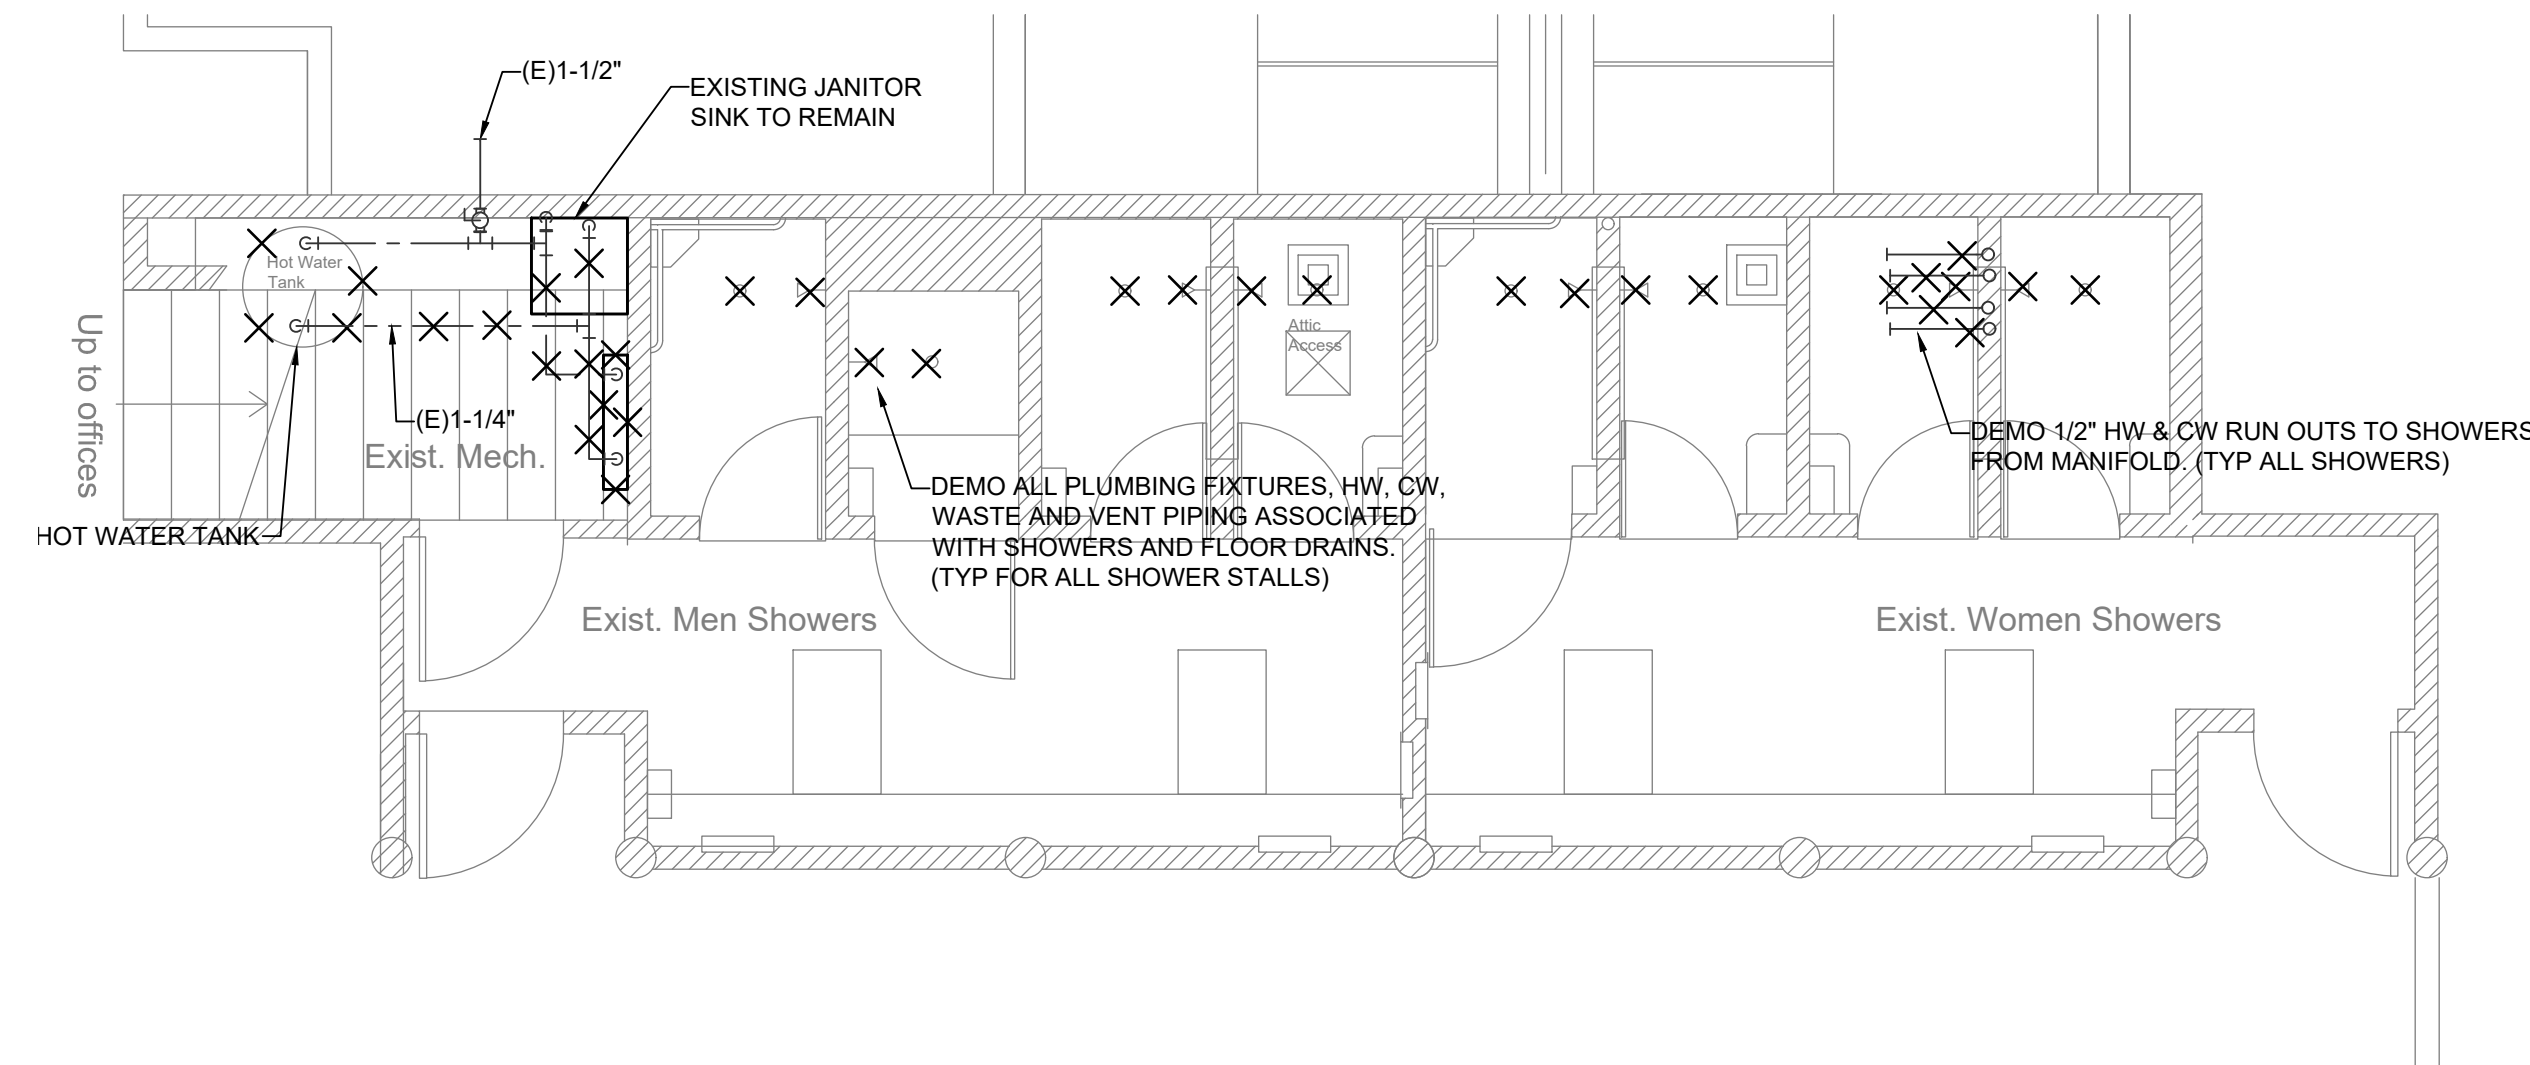 (E)1-1/2"
EXISTING JANITOR
SINK TO REMAIN
Hot Water
Tank
Up to offices
(E)1-1/4"
Exist. Mech.
HOT WATER TANK
Attic
Access
DEMO ALL PLUMBING FIXTURES, HW, CW,
WASTE AND VENT PIPING ASSOCIATED
WITH SHOWERS AND FLOOR DRAINS.
(TYP FOR ALL SHOWER STALLS)
DEMO 1/2" HW & CW RUN OUTS TO SHOWERS
FROM MANIFOLD. (TYP ALL SHOWERS)
Exist. Men Showers
Exist. Women Showers